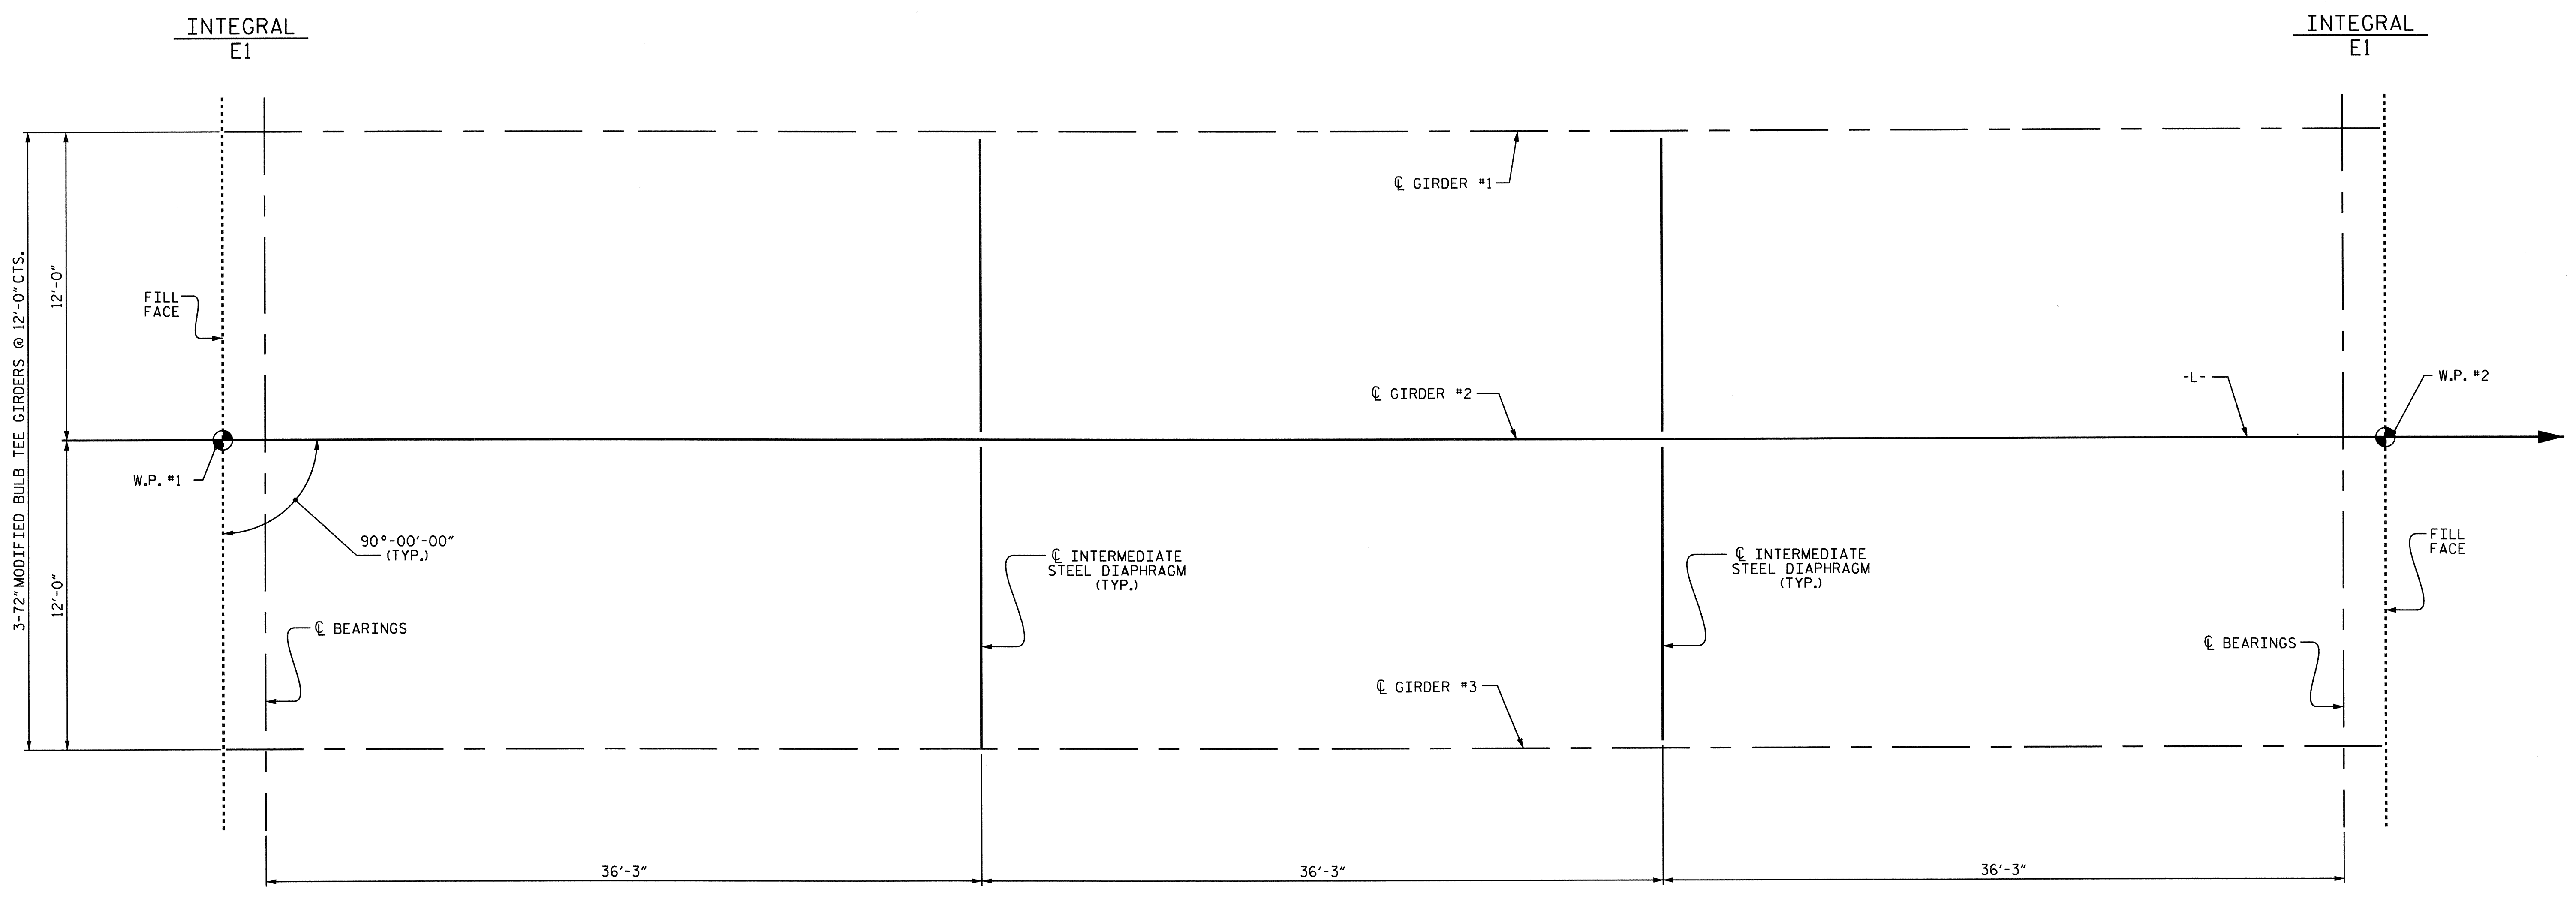 INTEGRAL
E1
INTEGRAL
E1
3-72" MODIFIED BULB TEE GIRDERS @ 12'-0" CTS.
12'-0"
12'-0"
FILL
FACE
W.P. #1
90°-00'-00"
(TYP.)
℄ BEARINGS
℄ GIRDER #1
℄ GIRDER #2
℄ INTERMEDIATE
STEEL DIAPHRAGM
(TYP.)
℄ GIRDER #3
℄ INTERMEDIATE
STEEL DIAPHRAGM
(TYP.)
-L-
W.P. #2
FILL
FACE
℄ BEARINGS
36'-3"
36'-3"
36'-3"